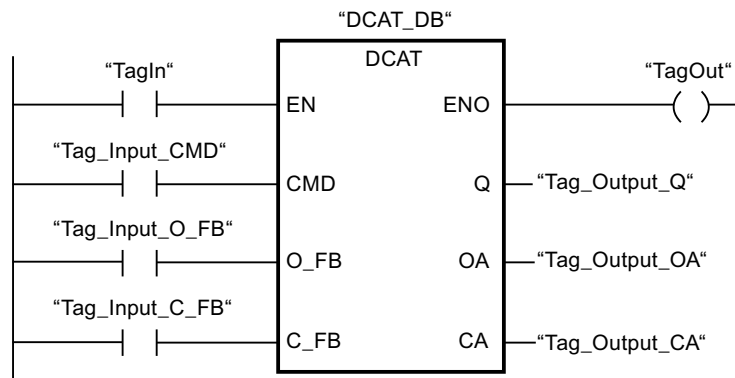 “DCAT_DB“
DCAT
“TagIn“
“TagOut“
EN
ENO
“Tag_Input_CMD“
CMD
Q
“Tag_Output_Q“
“Tag_Input_O_FB“
O_FB
OA
“Tag_Output_OA“
“Tag_Input_C_FB“
C_FB
CA
“Tag_Output_CA“